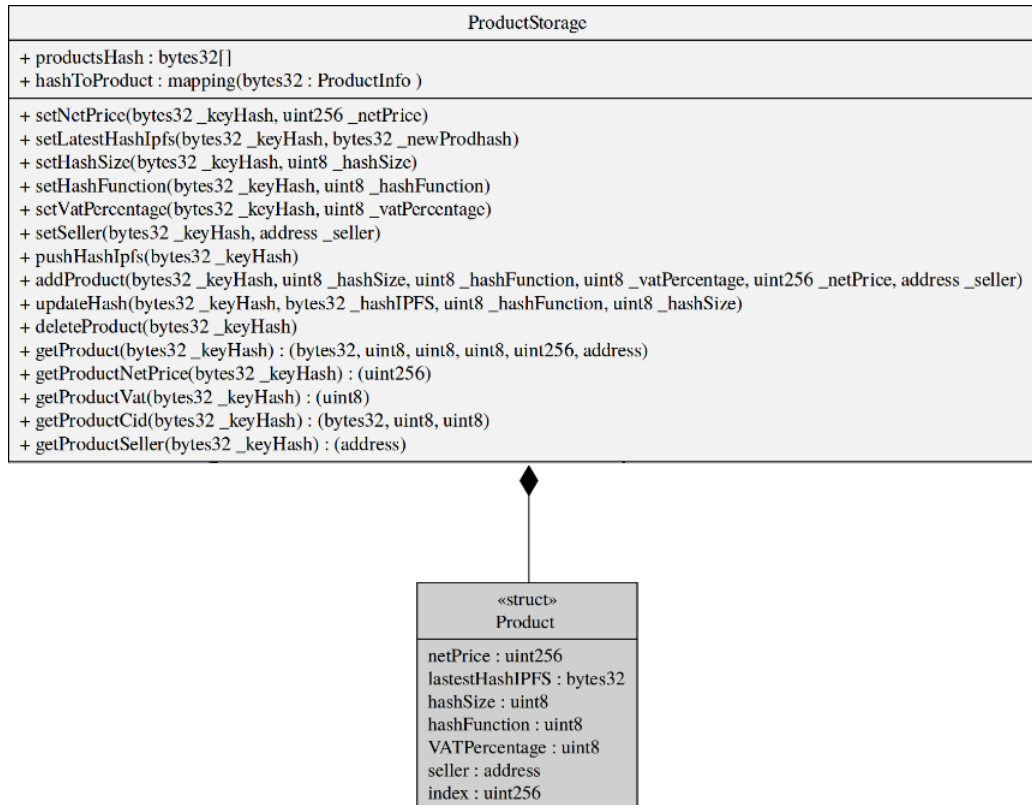 ProductStorage
+ productsHash : bytes32[]
+ hashToProduct : mapping(bytes32 : ProductInfo )
+ setNetPrice(bytes32 _keyHash, uint256 _netPrice)
+ setLatestHashIpfs(bytes32 _keyHash, bytes32 _newProdhash)
+ setHashSize(bytes32 _keyHash, uint8 _hashSize)
+ setHashFunction(bytes32 _keyHash, uint8 _hashFunction)
+ setVatPercentage(bytes32 _keyHash, uint8 _vatPercentage)
+ setSeller(bytes32 _keyHash, address _seller)
+ pushHashIpfs(bytes32 _keyHash)
+ addProduct(bytes32 _keyHash, uint8 _hashSize, uint8 _hashFunction, uint8 _vatPercentage, uint256 _netPrice, address _seller)
+ updateHash(bytes32 _keyHash, bytes32 _hashIPFS, uint8 _hashFunction, uint8 _hashSize)
+ deleteProduct(bytes32 _keyHash)
+ getProduct(bytes32 _keyHash) : (bytes32, uint8, uint8, uint8, uint256, address)
+ getProductNetPrice(bytes32 _keyHash) : (uint256)
+ getProductVat(bytes32 _keyHash) : (uint8)
+ getProductCid(bytes32 _keyHash) : (bytes32, uint8, uint8)
+ getProductSeller(bytes32 _keyHash) : (address)
«struct»
Product
netPrice : uint256
lastestHashIPFS : bytes32
hashSize : uint8
hashFunction : uint8
VATPercentage : uint8
seller : address
index : uint256